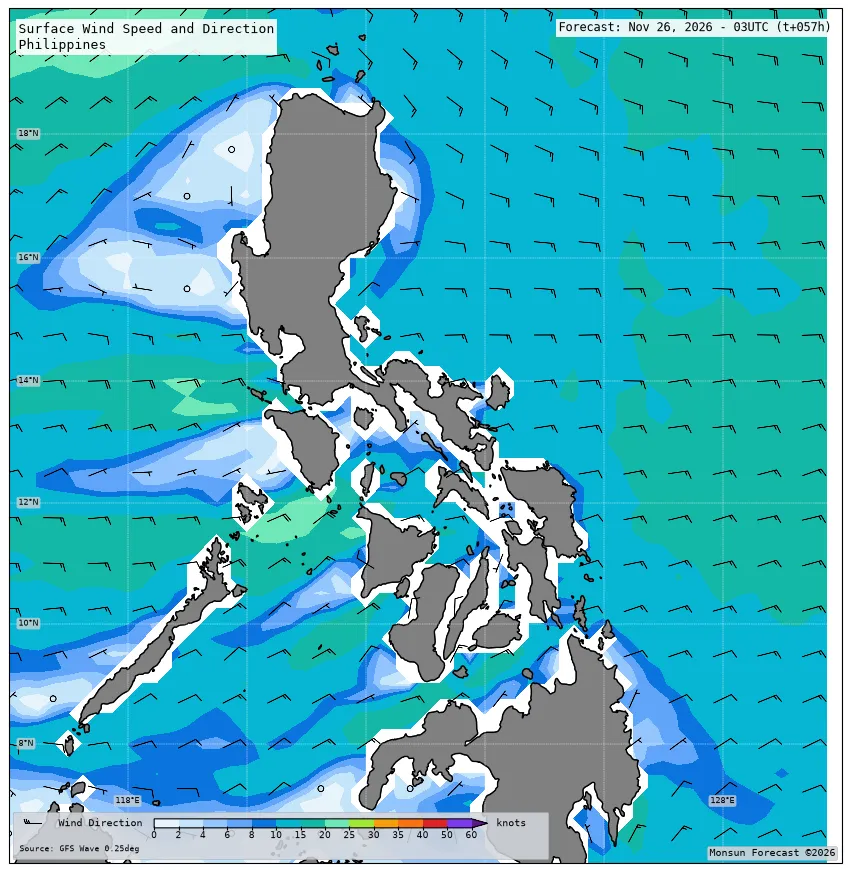 Surface Wind Speed and Direction
Philippines
Forecast: Nov 26, 2026 - 03UTC (t+057h)
18°N
16°N
14°N
12°N
10°N
8°N
118°E
128°E
Wind Direction
0 2 4 6 8 10 15 20 25 30 35 40 50 60
knots
Source: GFS Wave 0.25deg
Monsun Forecast ©2026